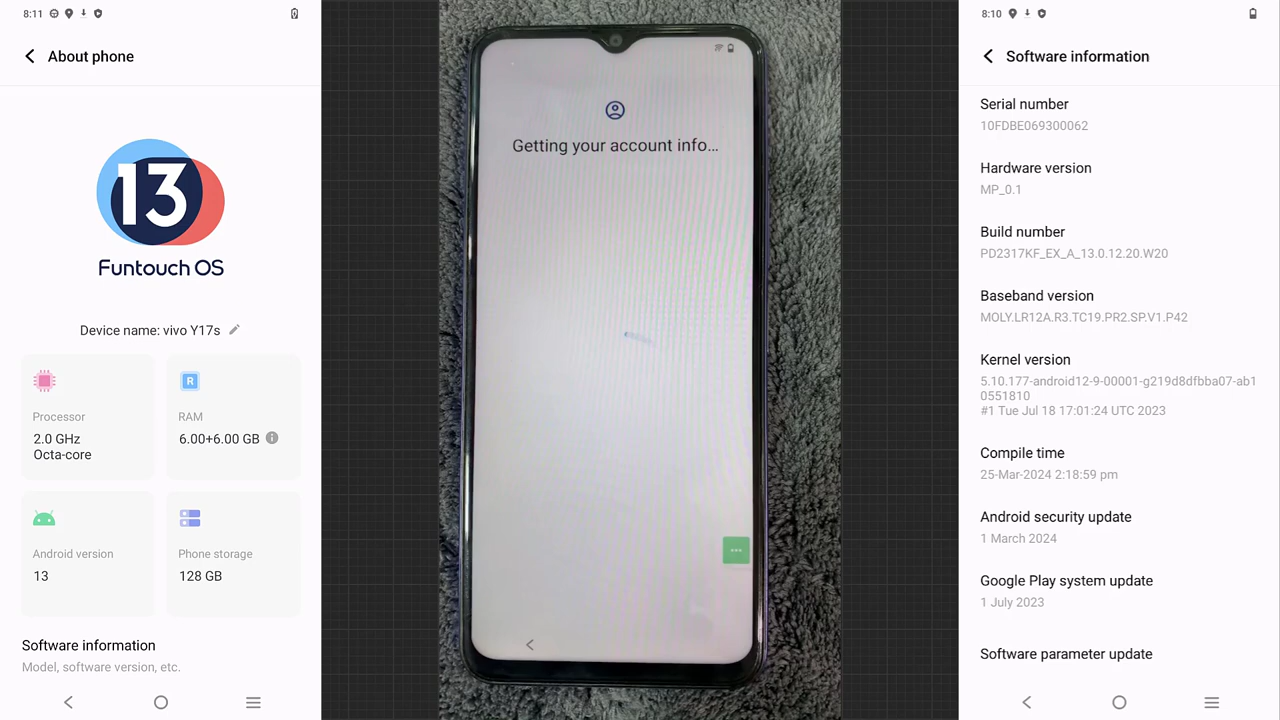 8:11
About phone
13
Funtouch OS
Device name: vivo Y17s
Processor
2.0 GHz
Octa-core
R
RAM
6.00+6.00 GB
Android version
13
Phone storage
128 GB
Software information
Model, software version, etc.
Getting your account info...
8:10
Software information
Serial number
10FDBE069300062
Hardware version
MP_0.1
Build number
PD2317KF_EX_A_13.0.12.20.W20
Baseband version
MOLY.LR12A.R3.TC19.PR2.SP.V1.P42
Kernel version
5.10.177-android12-9-00001-g219d8dfbba07-ab1
0551810
#1 Tue Jul 18 17:01:24 UTC 2023
Compile time
25-Mar-2024 2:18:59 pm
Android security update
1 March 2024
Google Play system update
1 July 2023
Software parameter update